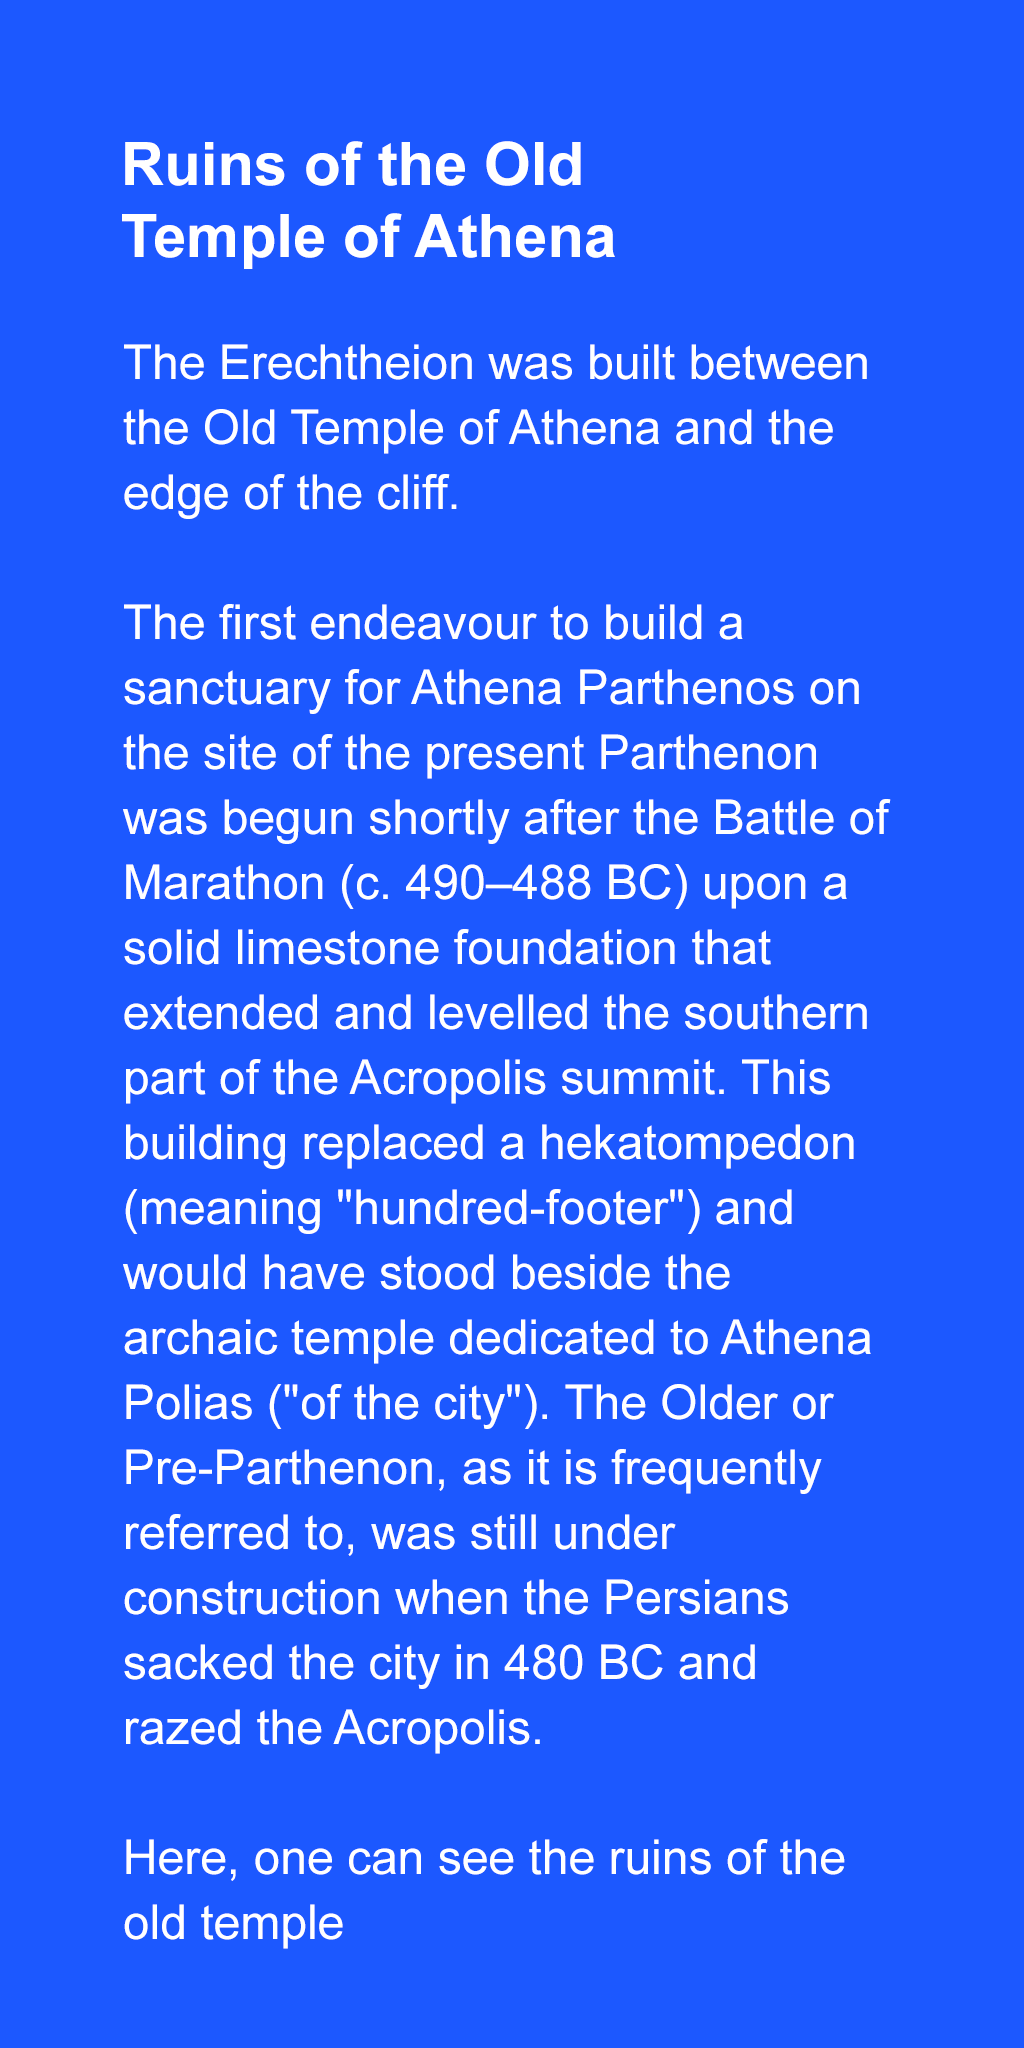 Ruins of the Old
Temple of Athena
The Erechtheion was built between
the Old Temple of Athena and the
edge of the cliff.
The first endeavour to build a
sanctuary for Athena Parthenos on
the site of the present Parthenon
was begun shortly after the Battle of
Marathon (c. 490–488 BC) upon a
solid limestone foundation that
extended and levelled the southern
part of the Acropolis summit. This
building replaced a hekatompedon
(meaning "hundred-footer") and
would have stood beside the
archaic temple dedicated to Athena
Polias ("of the city"). The Older or
Pre-Parthenon, as it is frequently
referred to, was still under
construction when the Persians
sacked the city in 480 BC and
razed the Acropolis.
Here, one can see the ruins of the
old temple